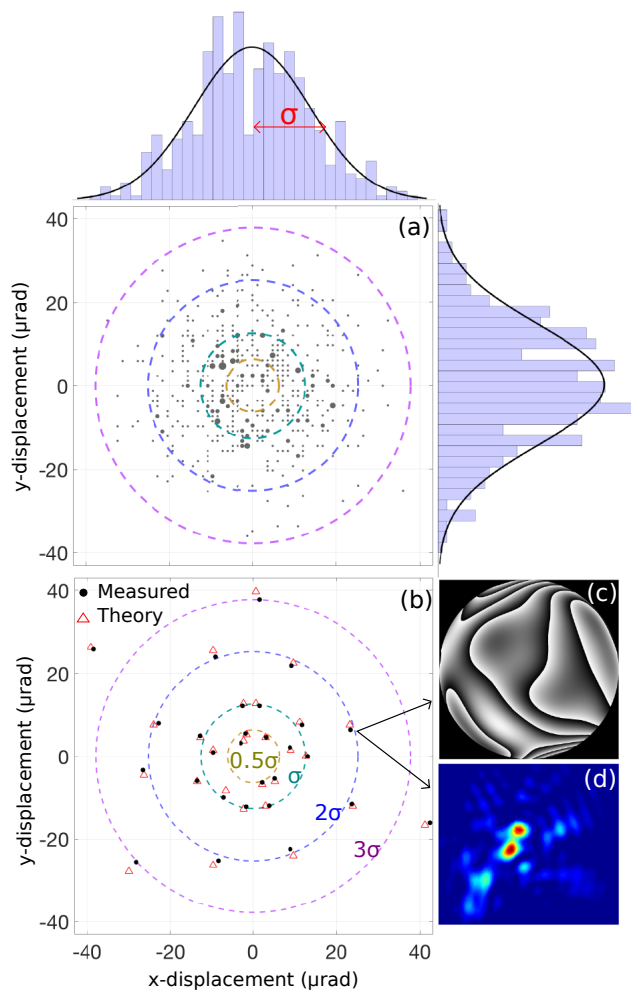 σ
(a)
40
20
0
-20
-40
y-displacement (μrad)
Measured
Theory
(b)
40
20
0
-20
-40
y-displacement (μrad)
0.5σ
σ
2σ
3σ
(c)
(d)
-40
-20
0
20
40
x-displacement (μrad)